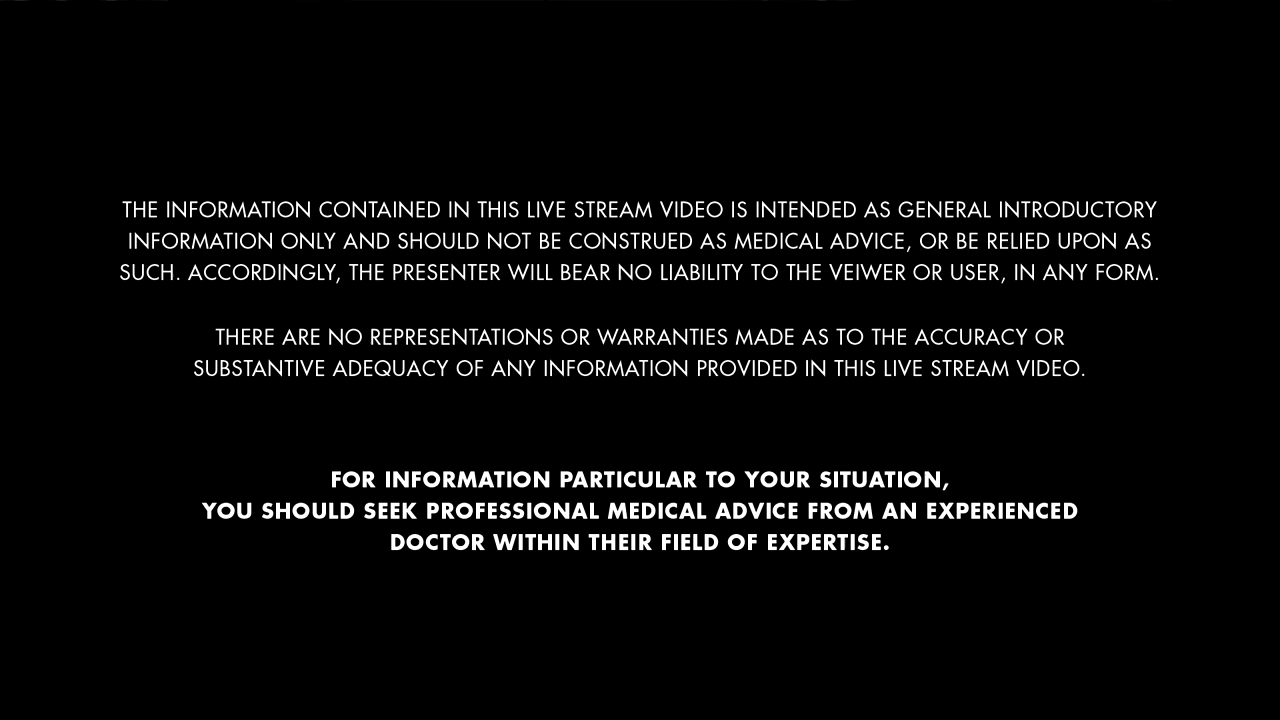 THE INFORMATION CONTAINED IN THIS LIVE STREAM VIDEO IS INTENDED AS GENERAL INTRODUCTORY
INFORMATION ONLY AND SHOULD NOT BE CONSTRUED AS MEDICAL ADVICE, OR BE RELIED UPON AS
SUCH. ACCORDINGLY, THE PRESENTER WILL BEAR NO LIABILITY TO THE VEIWER OR USER, IN ANY FORM.
THERE ARE NO REPRESENTATIONS OR WARRANTIES MADE AS TO THE ACCURACY OR
SUBSTANTIVE ADEQUACY OF ANY INFORMATION PROVIDED IN THIS LIVE STREAM VIDEO.
FOR INFORMATION PARTICULAR TO YOUR SITUATION,
YOU SHOULD SEEK PROFESSIONAL MEDICAL ADVICE FROM AN EXPERIENCED
DOCTOR WITHIN THEIR FIELD OF EXPERTISE.